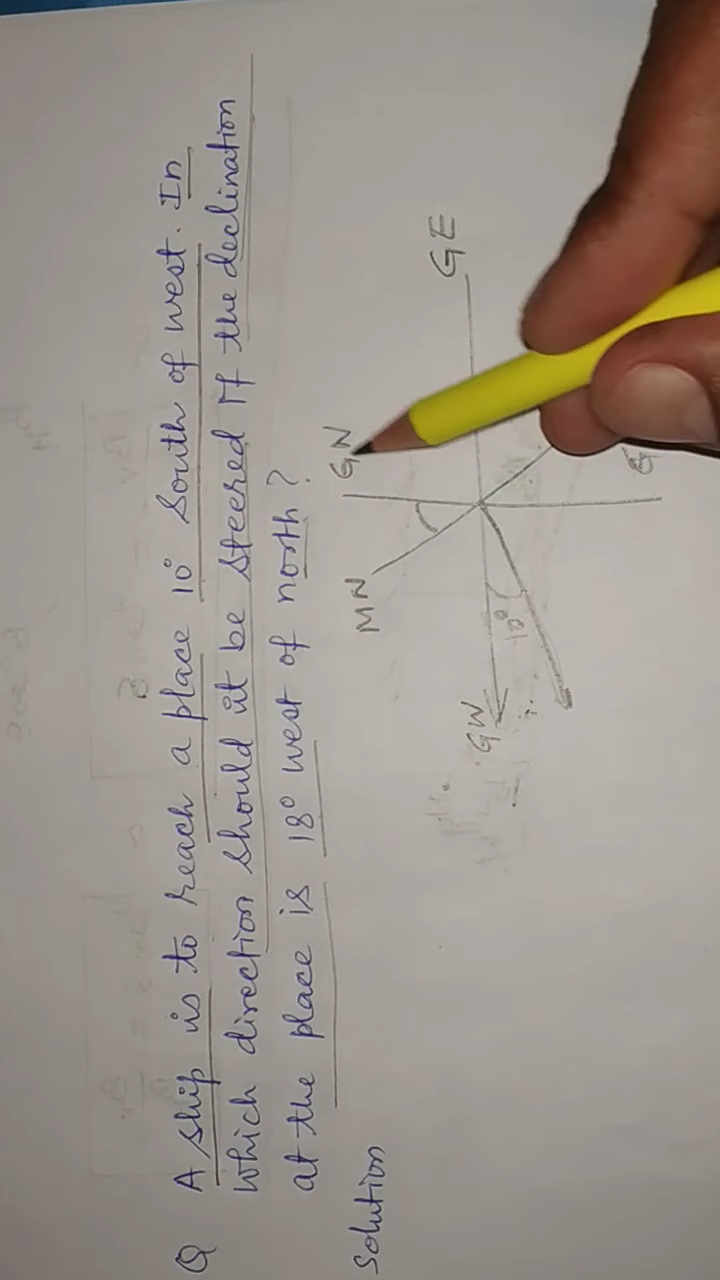 Q A ship is to reach a place 10° South of west. In
which direction should it be steered if the declination
at the place is 18° west of north?
Solution
GN
MN
GE
GW
10°
G